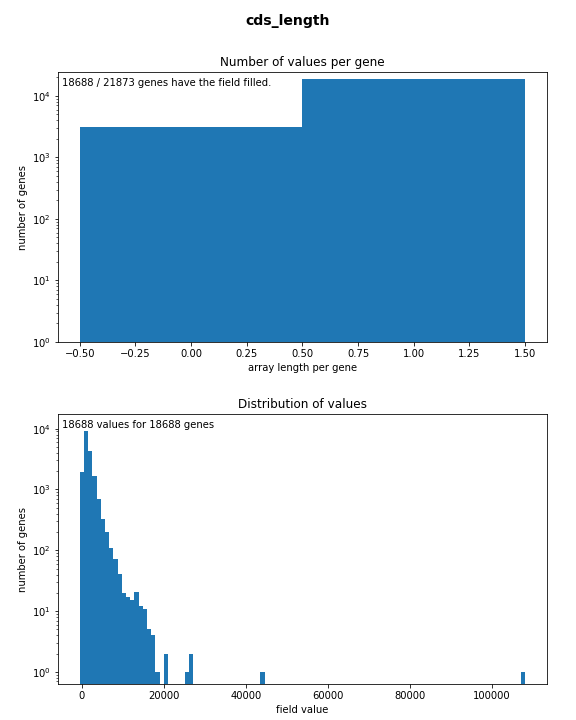 cds_length
Number of values per gene
18688 / 21873 genes have the field filled.
10⁴
10³
10²
10¹
10⁰
number of genes
−0.50 −0.25 0.00 0.25 0.50 0.75 1.00 1.25 1.50
array length per gene
Distribution of values
18688 values for 18688 genes
10⁴
10³
10²
10¹
10⁰
number of genes
0 20000 40000 60000 80000 100000
field value